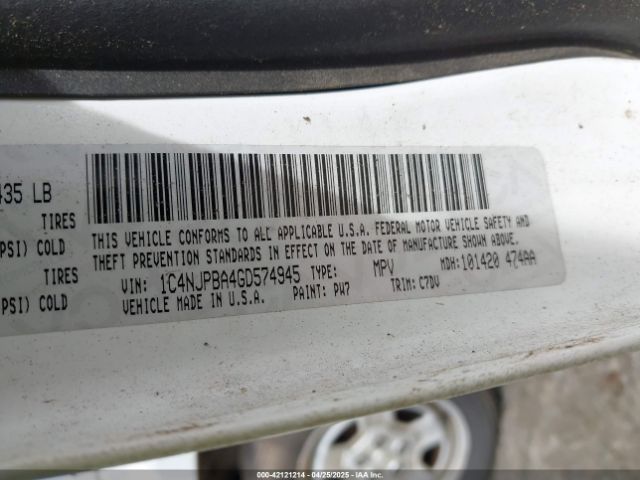 435 LB
TIRES
(PSI) COLD
TIRES
(PSI) COLD
THIS VEHICLE CONFORMS TO ALL APPLICABLE U.S.A. FEDERAL MOTOR VEHICLE SAFETY AND
THEFT PREVENTION STANDARDS IN EFFECT ON THE DATE OF MANUFACTURE SHOWN ABOVE.
VIN: 1C4NJPBA4GD574945 TYPE: MPV MDH: 101420 474AA
VEHICLE MADE IN U.S.A. PAINT: PW7 TRIM: C7DV
000-42121214 - 04/25/2025 - IAA Inc.